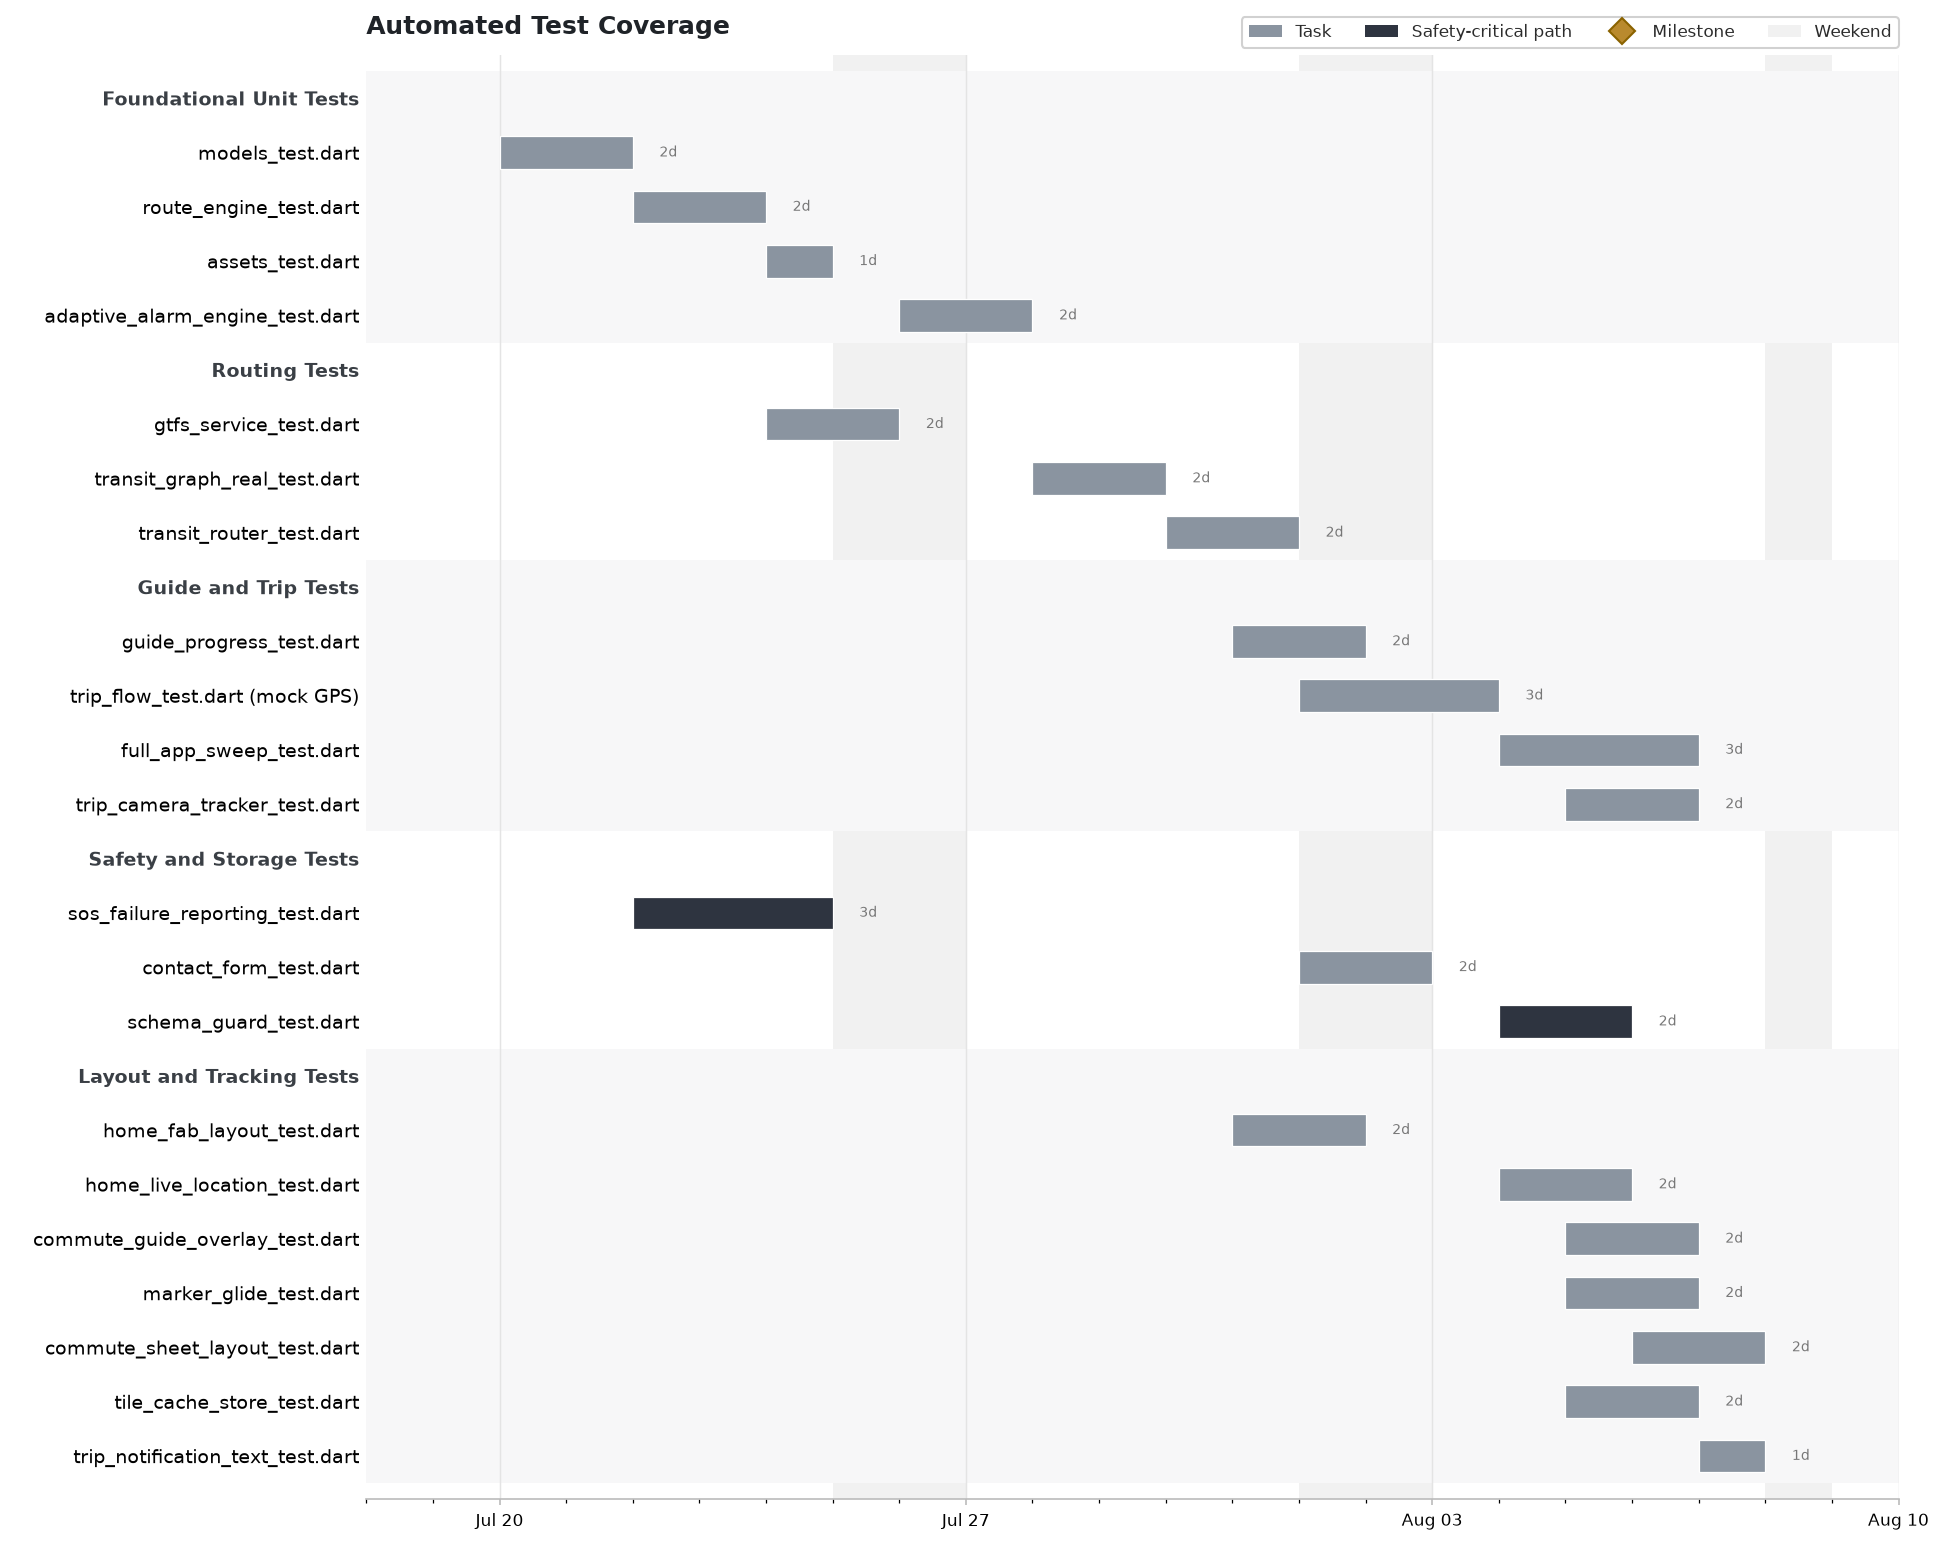 Automated Test Coverage
Task
Safety-critical path
Milestone
Weekend
Foundational Unit Tests
models_test.dart 2d
route_engine_test.dart 2d
assets_test.dart 1d
adaptive_alarm_engine_test.dart 2d
Routing Tests
gtfs_service_test.dart 2d
transit_graph_real_test.dart 2d
transit_router_test.dart 2d
Guide and Trip Tests
guide_progress_test.dart 2d
trip_flow_test.dart (mock GPS) 3d
full_app_sweep_test.dart 3d
trip_camera_tracker_test.dart 2d
Safety and Storage Tests
sos_failure_reporting_test.dart 3d
contact_form_test.dart 2d
schema_guard_test.dart 2d
Layout and Tracking Tests
home_fab_layout_test.dart 2d
home_live_location_test.dart 2d
commute_guide_overlay_test.dart 2d
marker_glide_test.dart 2d
commute_sheet_layout_test.dart 2d
tile_cache_store_test.dart 2d
trip_notification_text_test.dart 1d
Jul 20 Jul 27 Aug 03 Aug 10